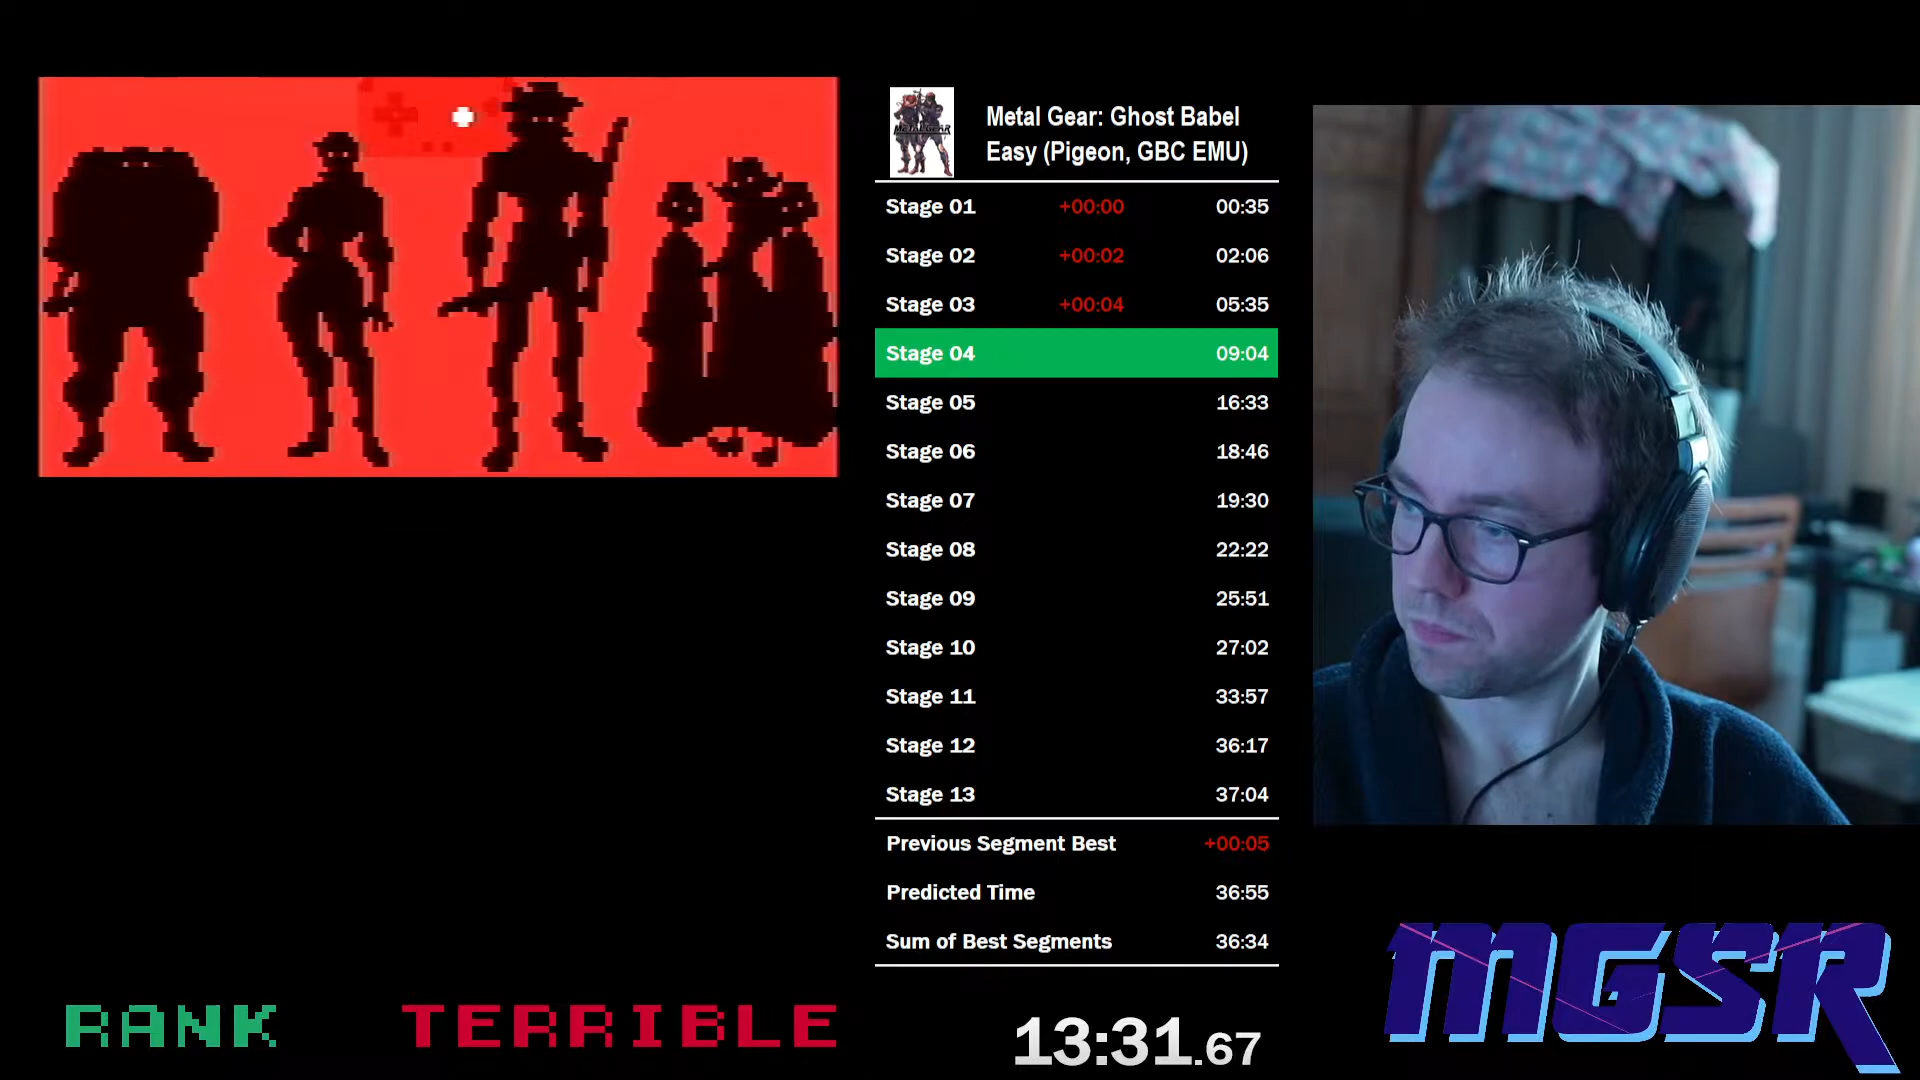 METAL GEAR
Metal Gear: Ghost Babel
Easy (Pigeon, GBC EMU)
Stage 01 +00:00 00:35
Stage 02 +00:02 02:06
Stage 03 +00:04 05:35
Stage 04 09:04
Stage 05 16:33
Stage 06 18:46
Stage 07 19:30
Stage 08 22:22
Stage 09 25:51
Stage 10 27:02
Stage 11 33:57
Stage 12 36:17
Stage 13 37:04
Previous Segment Best +00:05
Predicted Time 36:55
Sum of Best Segments 36:34
RANK TERRIBLE
13:31.67
MGSR